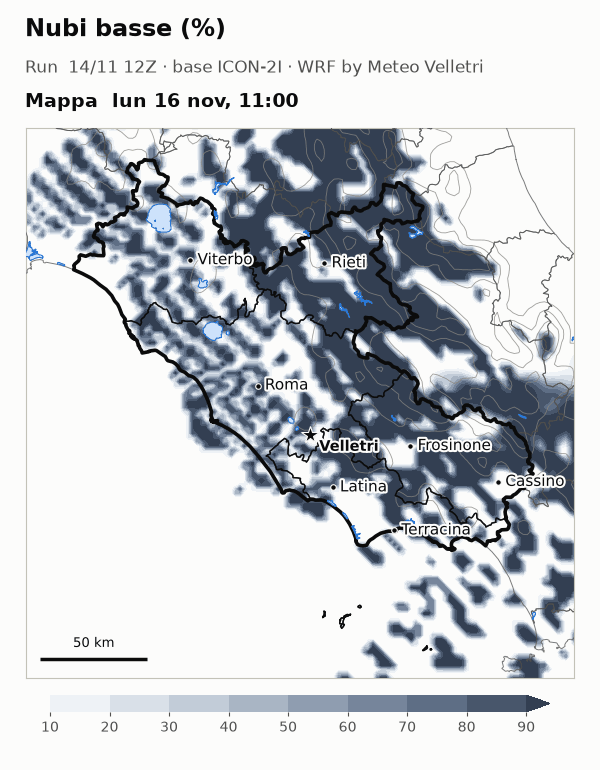 Nubi basse (%)
Run 14/11 12Z · base ICON-2I · WRF by Meteo Velletri
Mappa lun 16 nov, 11:00
Viterbo
Rieti
Roma
Velletri
Frosinone
Cassino
Latina
Terracina
50 km
10 20 30 40 50 60 70 80 90